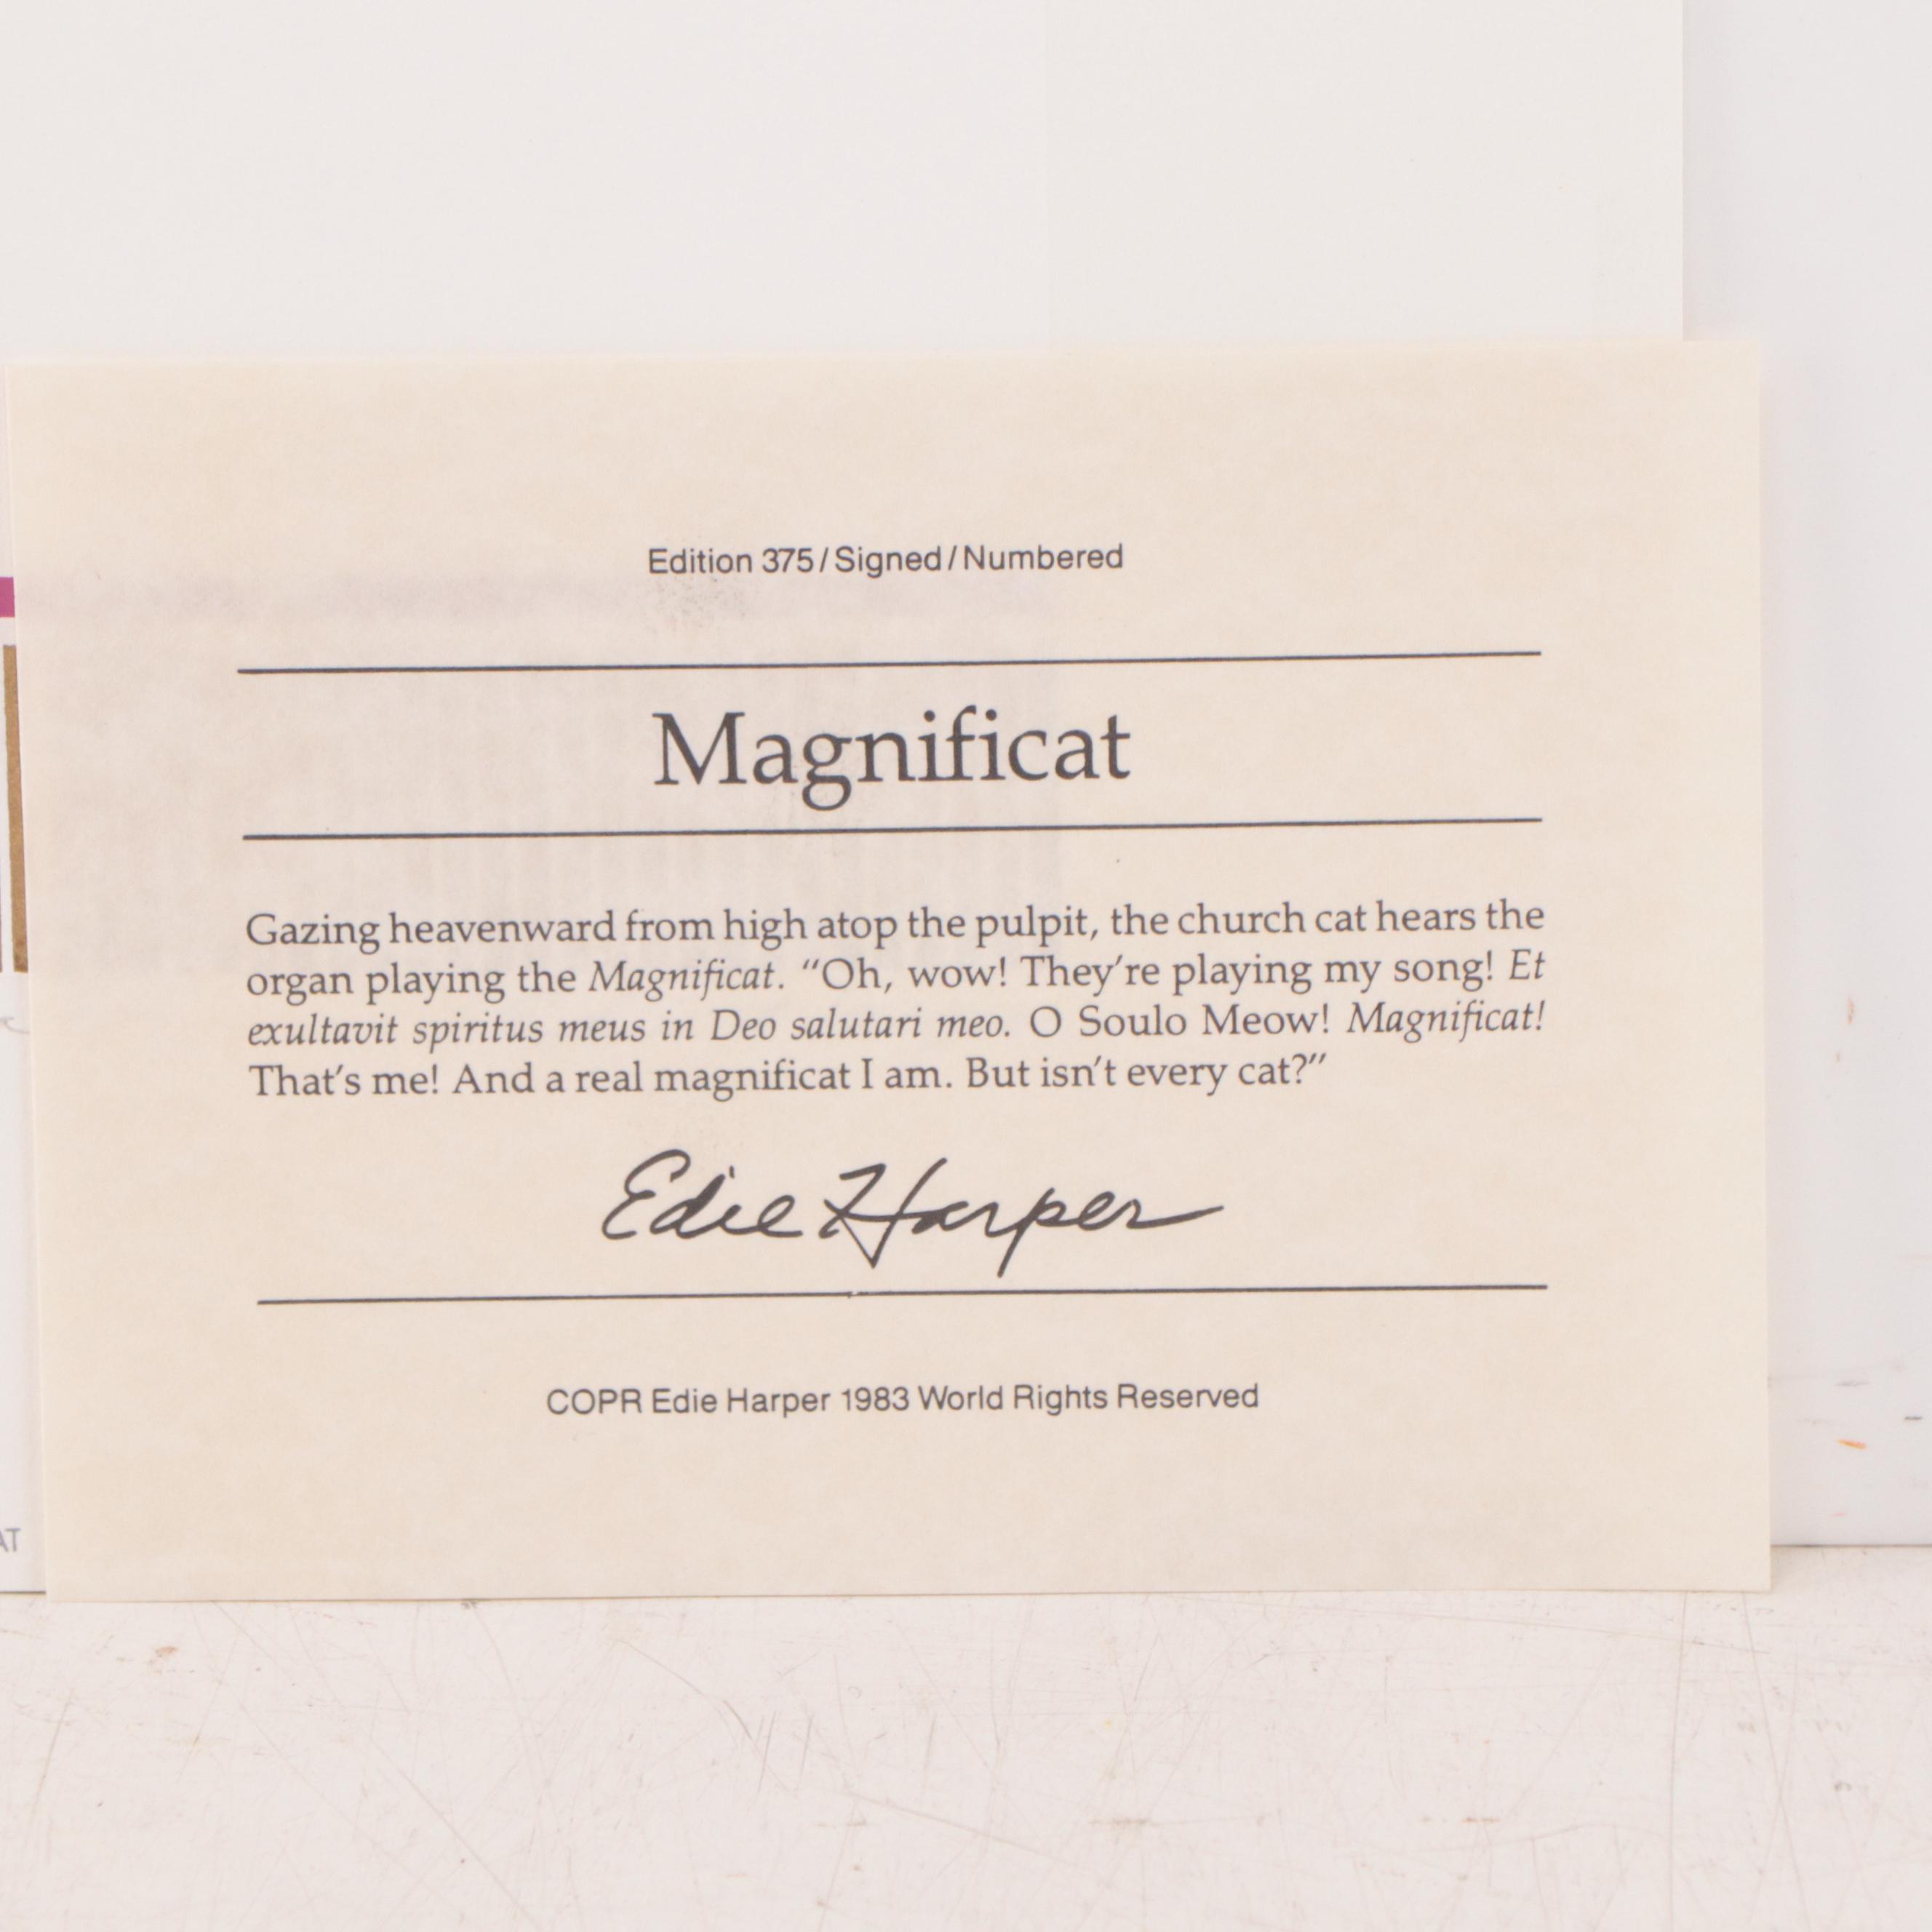 Edition 375/Signed/Numbered
Magnificat
Gazing heavenward from high atop the pulpit, the church cat hears the
organ playing the Magnificat. “Oh, wow! They’re playing my song! Et
exultavit spiritus meus in Deo salutari meo. O Soulo Meow! Magnificat!
That’s me! And a real magnificat I am. But isn’t every cat?”
Edie Harper
COPR Edie Harper 1983 World Rights Reserved
AT